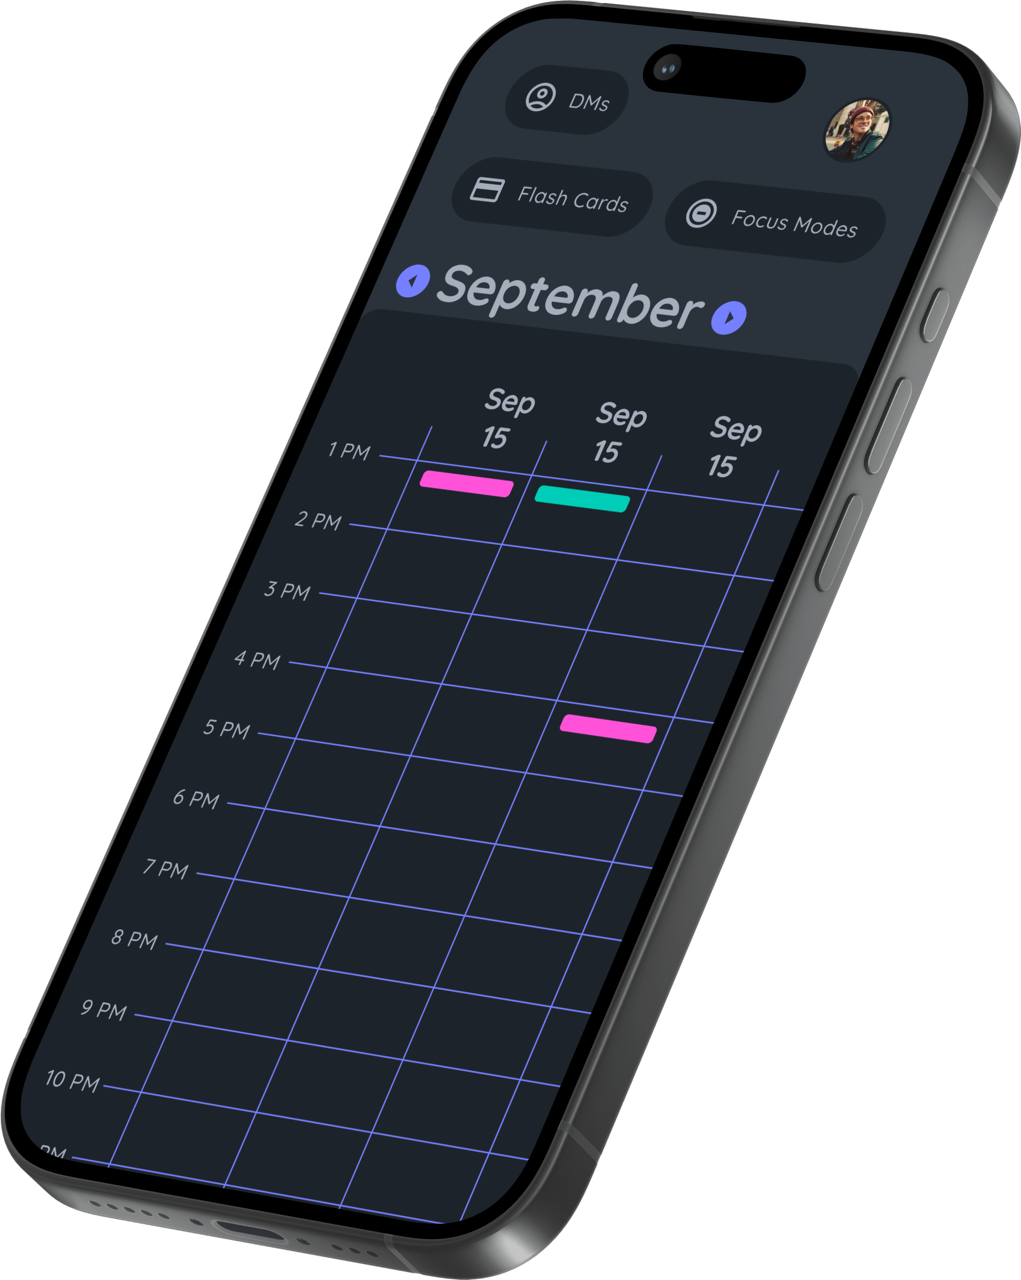 DMs
Flash Cards
Focus Modes
September
Sep
15
Sep
15
Sep
15
1 PM
2 PM
3 PM
4 PM
5 PM
6 PM
7 PM
8 PM
9 PM
10 PM
PM